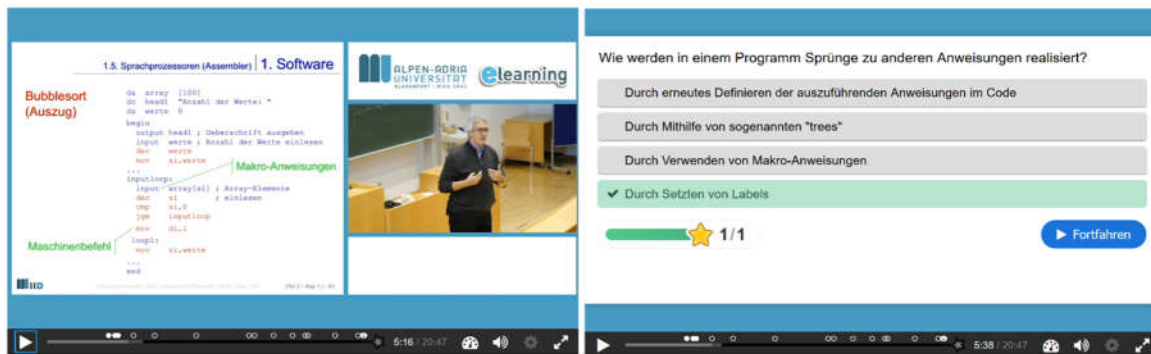 1.5. Sprachprozessoren (Assembler) 1. Software
Bubblesort
(Auszug)
ds array [100]
dc head1 "Anzahl der Werte: "
ds werte 0
begin
output head1 ; Ueberschrift ausgeben
input werte ; Anzahl der Werte einlesen
dec werte
mov si,werte
...
Makro-Anweisungen
inputloop:
input array[si] ; Array-Elemente
dec si ; einlesen
cmp si,0
jge inputloop
mov di,1
Maschinenbefehl
loop1:
mov si,werte
...
end
ALPEN-ADRIA
UNIVERSITÄT
elearning
5:16 / 20:47
Wie werden in einem Programm Sprünge zu anderen Anweisungen realisiert?
Durch erneutes Definieren der auszuführenden Anweisungen im Code
Durch Mithilfe von sogenannten "trees"
Durch Verwenden von Makro-Anweisungen
Durch Setzten von Labels
1/1
Fortfahren
5:38 / 20:47